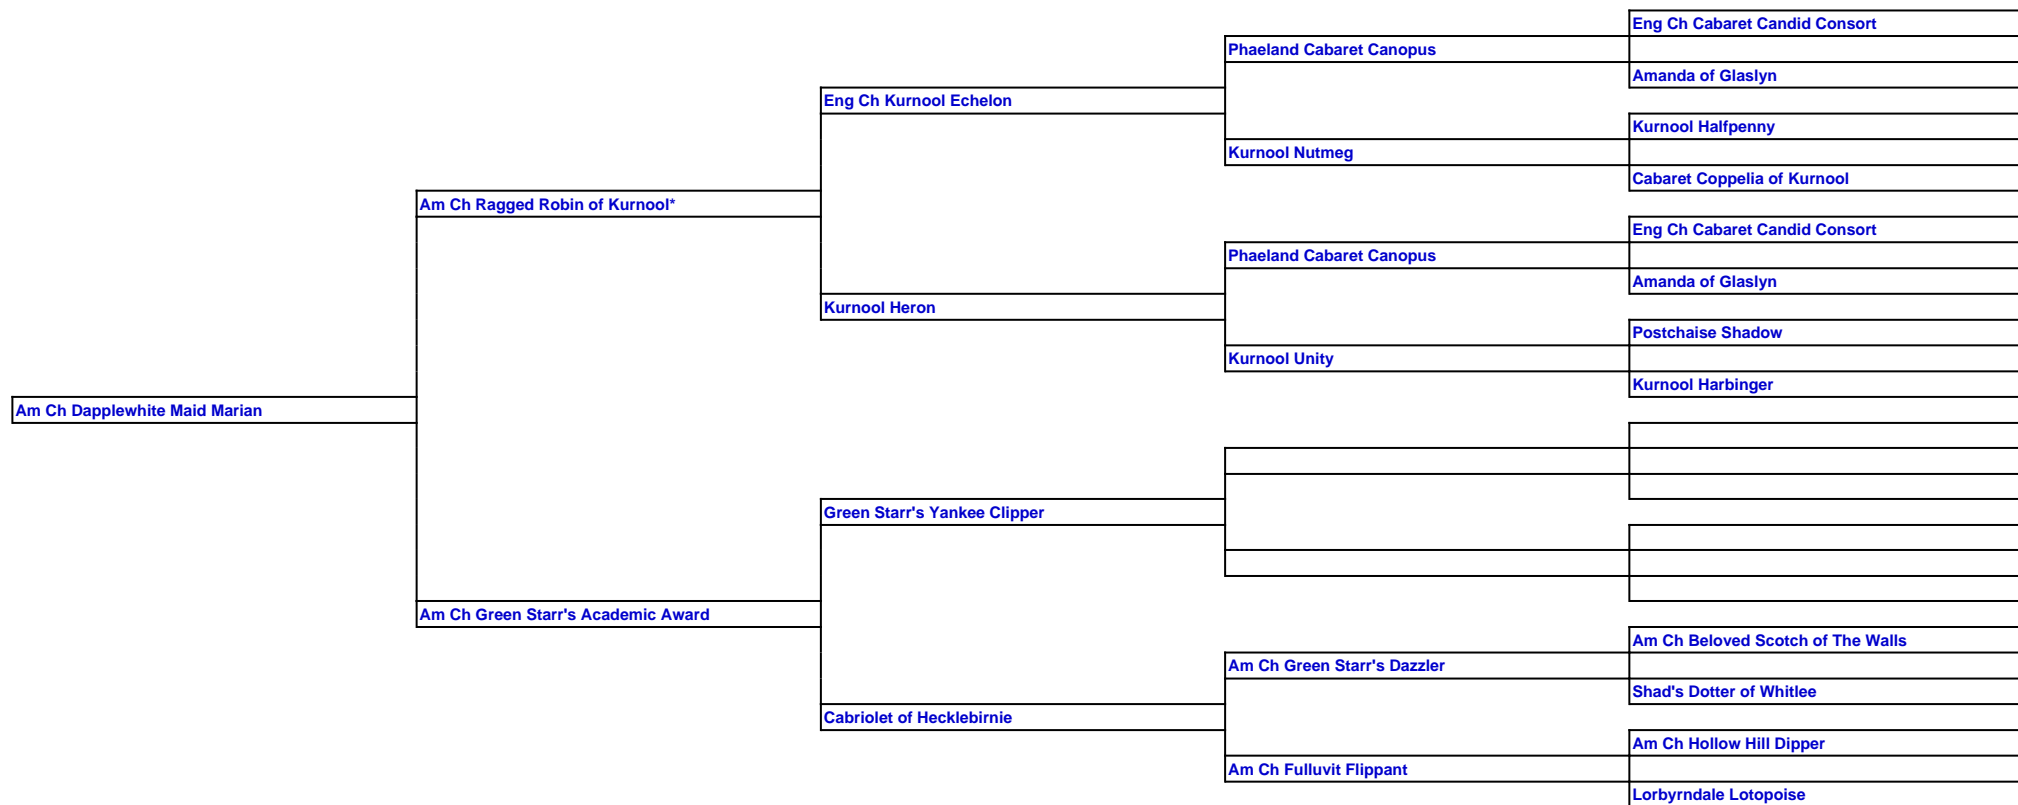 Eng Ch Cabaret Candid Consort
Phaeland Cabaret Canopus
Amanda of Glaslyn
Eng Ch Kurnool Echelon
Kurnool Halfpenny
Kurnool Nutmeg
Cabaret Coppelia of Kurnool
Am Ch Ragged Robin of Kurnool*
Eng Ch Cabaret Candid Consort
Phaeland Cabaret Canopus
Amanda of Glaslyn
Kurnool Heron
Postchaise Shadow
Kurnool Unity
Kurnool Harbinger
Am Ch Dapplewhite Maid Marian
Green Starr's Yankee Clipper
Am Ch Green Starr's Academic Award
Am Ch Beloved Scotch of The Walls
Am Ch Green Starr's Dazzler
Shad's Dotter of Whitlee
Cabriolet of Hecklebirnie
Am Ch Hollow Hill Dipper
Am Ch Fulluvit Flippant
Lorbyrndale Lotopoise